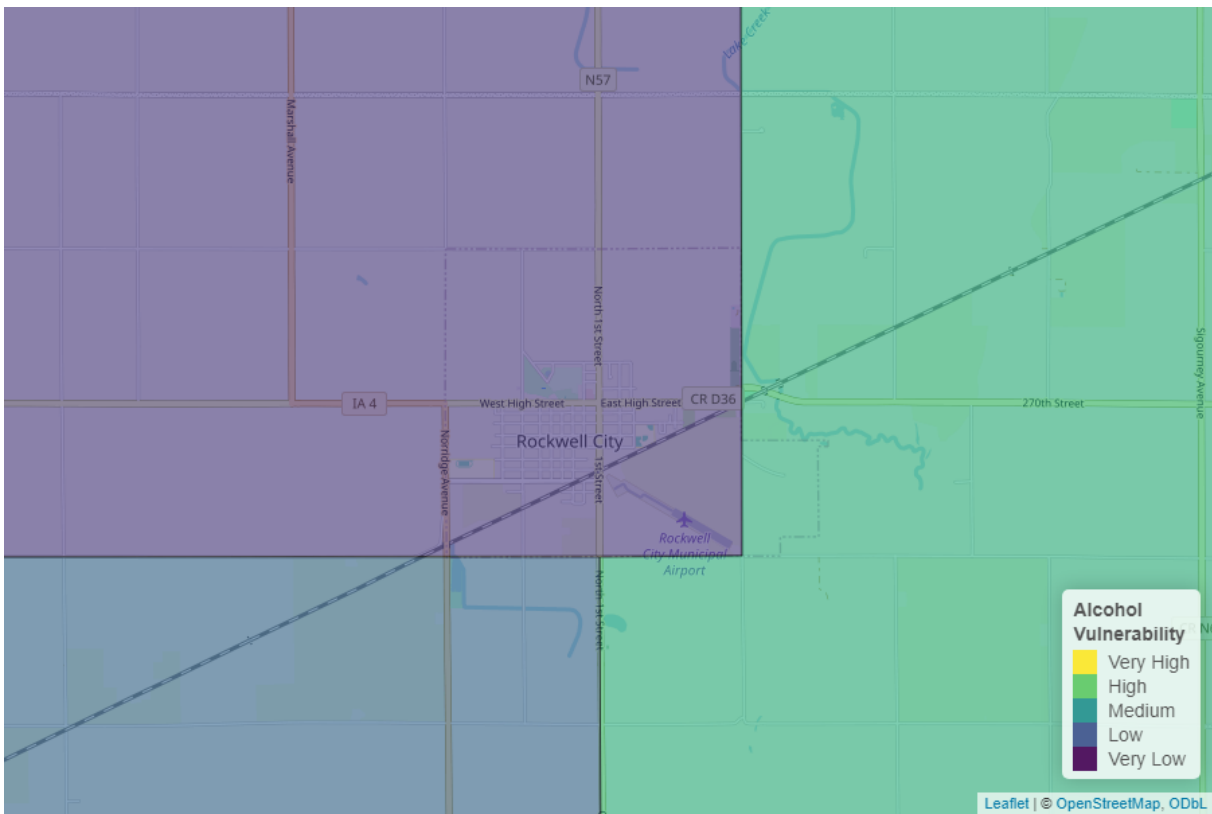 Lake Creek
N57
Marshall Avenue
North 1st Street
Sigourney Avenue
IA 4
West High Street
East High Street
CR D36
270th Street
Rockwell City
Norridge Avenue
1st Street
Rockwell
City Municipal
Airport
North 1st Street
Alcohol
Vulnerability
Very High
High
Medium
Low
Very Low
Leaflet | © OpenStreetMap, ODbL